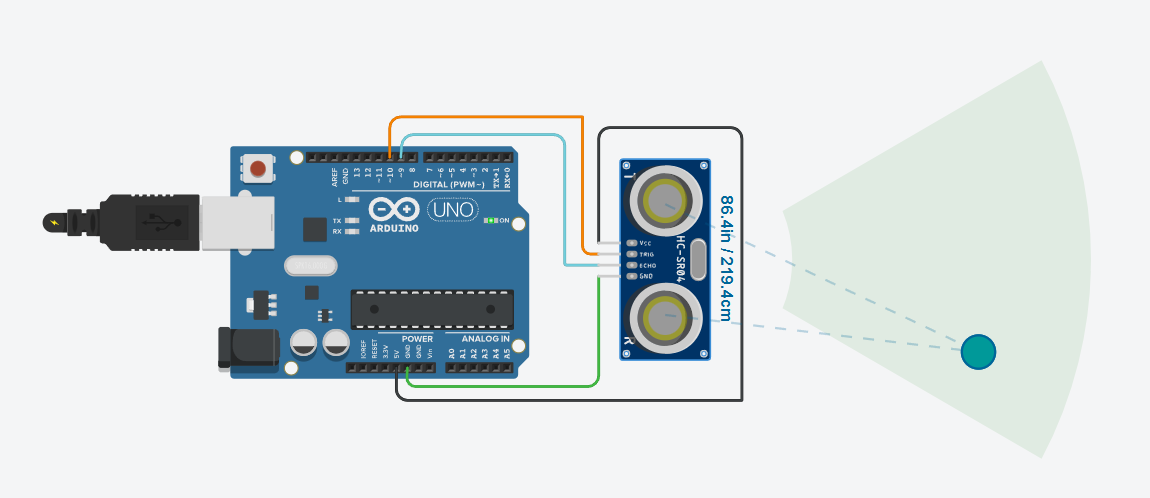 AREF
GND
13
12
~11
~10
~9
8
7
~6
~5
4
~3
2
TX→1
RX←0
DIGITAL (PWM~)
L
TX
RX
ARDUINO
UNO
ON
POWER
ANALOG IN
IOREF
RESET
3.3V
5V
GND
GND
Vin
A0
A1
A2
A3
A4
A5
T
Vcc
TRIG
ECHO
GND
HC-SR04
R
86.4in / 219.4cm